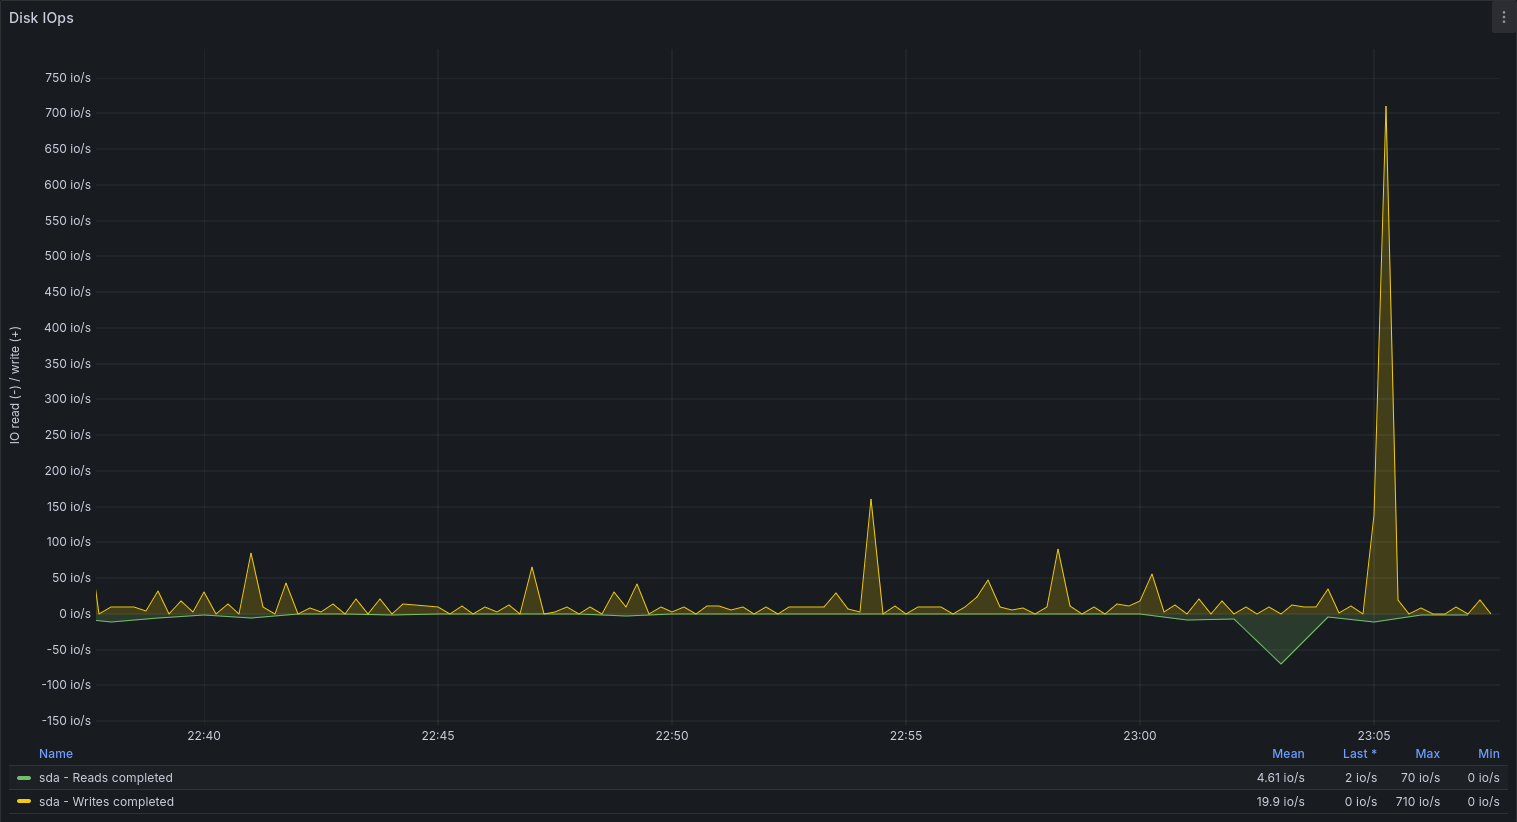 Disk IOps
IO read (-) / write (+)
750 io/s
700 io/s
650 io/s
600 io/s
550 io/s
500 io/s
450 io/s
400 io/s
350 io/s
300 io/s
250 io/s
200 io/s
150 io/s
100 io/s
50 io/s
0 io/s
-50 io/s
-100 io/s
-150 io/s
22:40 22:45 22:50 22:55 23:00 23:05
Name Mean Last * Max Min
sda - Reads completed 4.61 io/s 2 io/s 70 io/s 0 io/s
sda - Writes completed 19.9 io/s 0 io/s 710 io/s 0 io/s